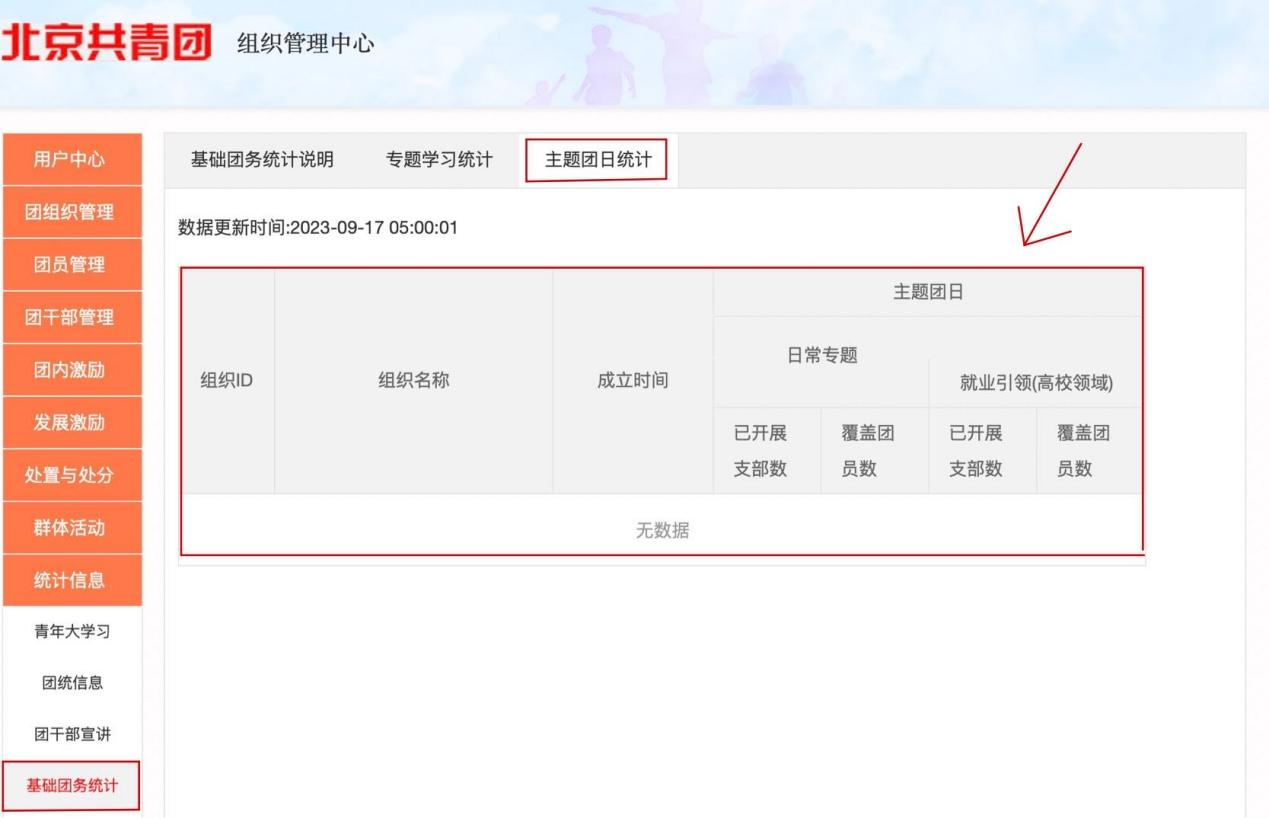 北京共青团 组织管理中心
用户中心
团组织管理
团员管理
团干部管理
团内激励
发展激励
处置与处分
群体活动
统计信息
青年大学习
团统信息
团干部宣讲
基础团务统计
基础团务统计说明 专题学习统计 主题团日统计
数据更新时间:2023-09-17 05:00:01
组织ID
组织名称
成立时间
主题团日
日常专题
就业引领(高校领域)
已开展
支部数
覆盖团
员数
已开展
支部数
覆盖团
员数
无数据